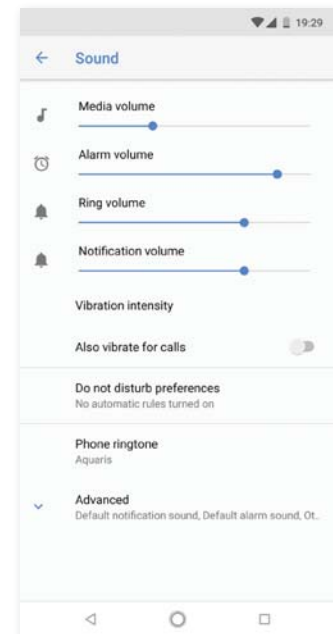 19:29
Sound
Media volume
Alarm volume
Ring volume
Notification volume
Vibration intensity
Also vibrate for calls
Do not disturb preferences
No automatic rules turned on
Phone ringtone
Aquaris
Advanced
Default notification sound, Default alarm sound, Ot..